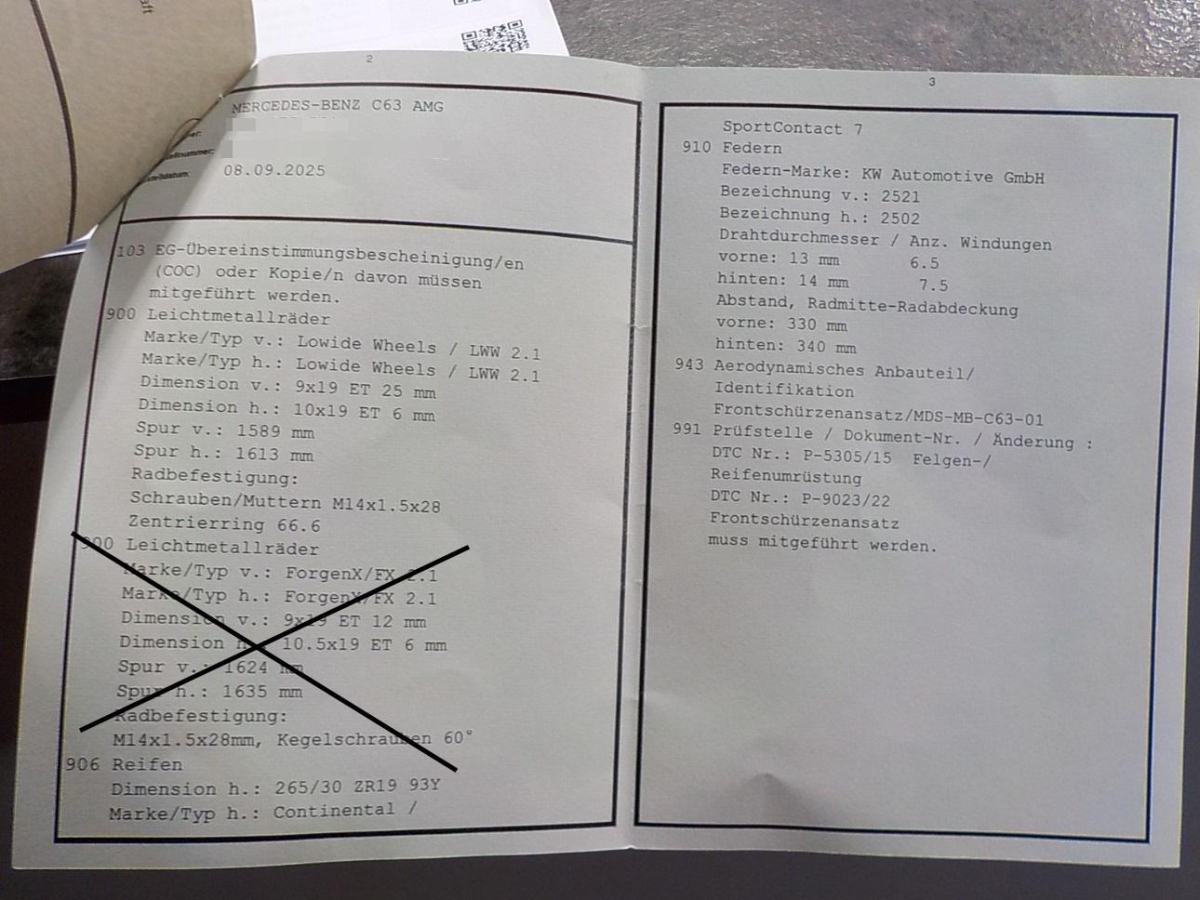 2
MERCEDES-BENZ C63 AMG
08.09.2025
103 EG-Übereinstimmungsbescheinigung/en
(COC) oder Kopie/n davon müssen
mitgeführt werden.
900 Leichtmetallräder
Marke/Typ v.: Lowide Wheels / LWW 2.1
Marke/Typ h.: Lowide Wheels / LWW 2.1
Dimension v.: 9x19 ET 25 mm
Dimension h.: 10x19 ET 6 mm
Spur v.: 1589 mm
Spur h.: 1613 mm
Radbefestigung:
Schrauben/Muttern M14x1.5x28
Zentrierring 66.6
900 Leichtmetallräder
Marke/Typ v.: ForgenX/FX 2.1
Marke/Typ h.: ForgenX/FX 2.1
Dimension v.: 9x19 ET 12 mm
Dimension h.: 10.5x19 ET 6 mm
Spur v.: 1624 mm
Spur h.: 1635 mm
Radbefestigung:
M14x1.5x28mm, Kegelschrauben 60°
906 Reifen
Dimension h.: 265/30 ZR19 93Y
Marke/Typ h.: Continental /
3
SportContact 7
910 Federn
Federn-Marke: KW Automotive GmbH
Bezeichnung v.: 2521
Bezeichnung h.: 2502
Drahtdurchmesser / Anz. Windungen
vorne: 13 mm 6.5
hinten: 14 mm 7.5
Abstand, Radmitte-Radabdeckung
vorne: 330 mm
hinten: 340 mm
943 Aerodynamisches Anbauteil/
Identifikation
Frontschürzenansatz/MDS-MB-C63-01
991 Prüfstelle / Dokument-Nr. / Änderung :
DTC Nr.: P-5305/15 Felgen-/
Reifenumrüstung
DTC Nr.: P-9023/22
Frontschürzenansatz
muss mitgeführt werden.